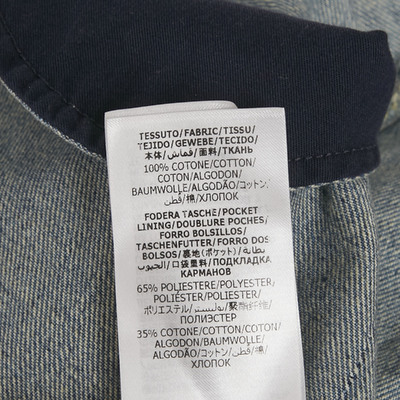 TESSUTO/FABRIC/TISSU/
TEJIDO/GEWEBE/TECIDO/
本体/قماش/面料/ТКАНЬ
100% COTONE/COTTON/
COTON/ALGODON/
BAUMWOLLE/ALGODÃO/コットン/
قطن/棉/ХЛОПОК
FODERA TASCHE/POCKET
LINING/DOUBLURE POCHES/
FORRO BOLSILLOS/
TASCHENFUTTER/FORRO DOS
BOLSOS/裏地(ポケット)/بطانة
الجيوب/口袋里料/ПОДКЛАДКА
КАРМАНОВ
65% POLIESTERE/POLYESTER/
POLYESTER/POLIESTER/
POLIÉSTER/POLYESTER/
ポリエステル/بوليستر/聚酯纤维/
ПОЛИЭСТЕР
35% COTONE/COTTON/COTON/
ALGODON/BAUMWOLLE/
ALGODÃO/コットン/قطن/棉/
ХЛОПОК